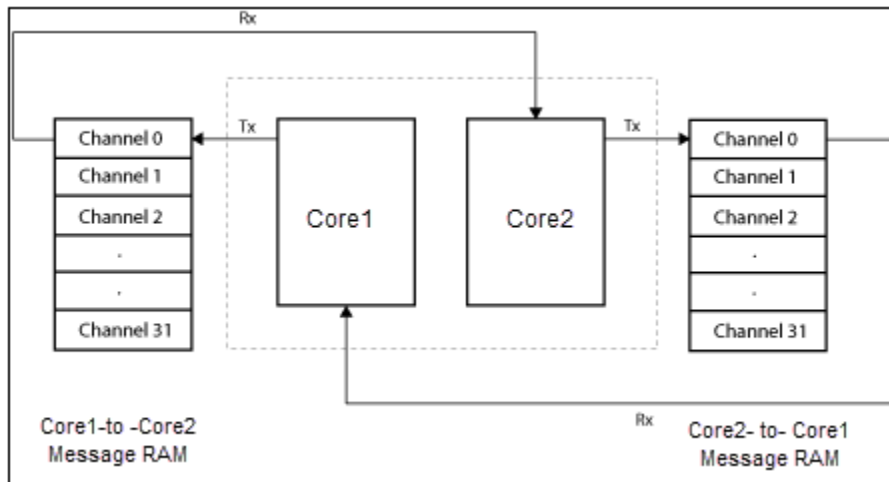 Rx
Tx
Tx
Channel 0
Channel 1
Channel 2
.
.
Channel 31
Core1
Core2
Channel 0
Channel 1
Channel 2
.
.
Channel 31
Rx
Core1-to -Core2
Message RAM
Core2- to- Core1
Message RAM